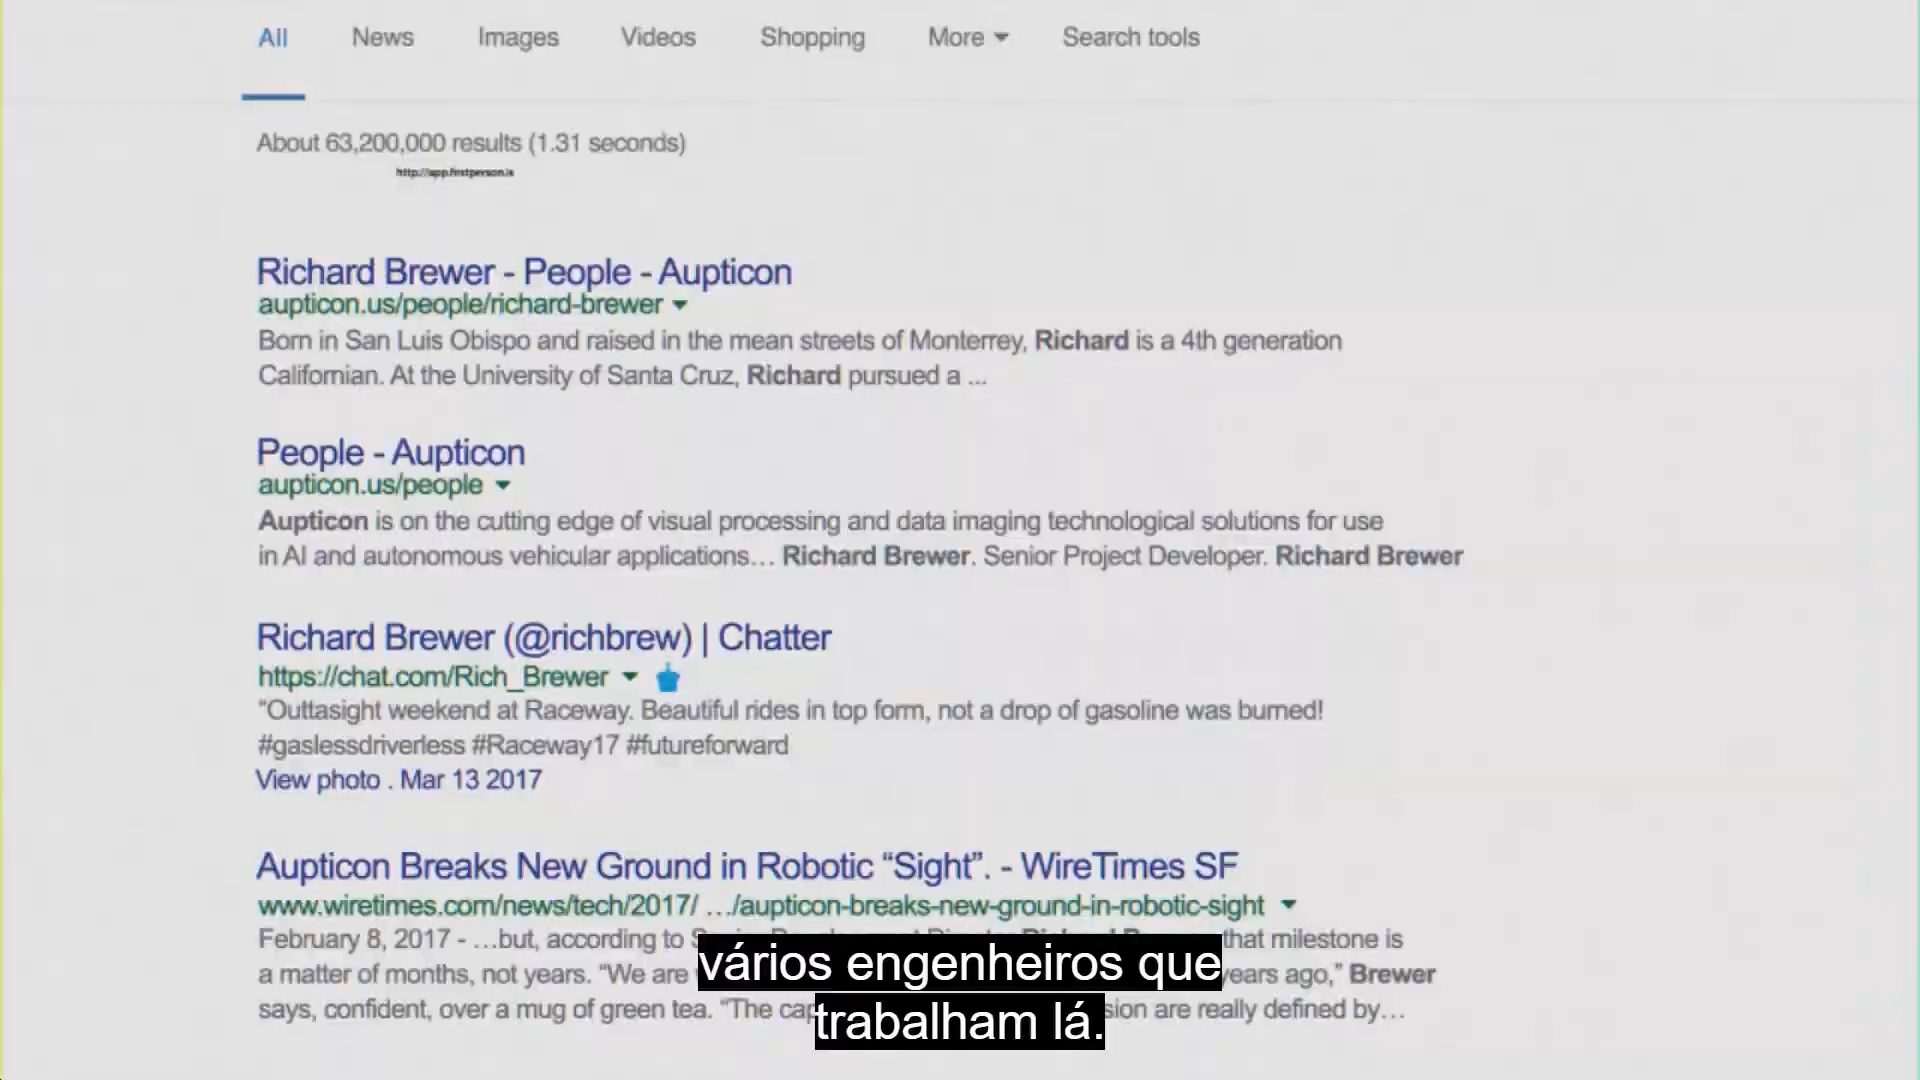 All News Images Videos Shopping More Search tools
About 63,200,000 results (1.31 seconds)
http://app.firstperson.is
Richard Brewer - People - Aupticon
aupticon.us/people/richard-brewer
Born in San Luis Obispo and raised in the mean streets of Monterrey, Richard is a 4th generation
Californian. At the University of Santa Cruz, Richard pursued a ...
People - Aupticon
aupticon.us/people
Aupticon is on the cutting edge of visual processing and data imaging technological solutions for use
in AI and autonomous vehicular applications... Richard Brewer. Senior Project Developer. Richard Brewer
Richard Brewer (@richbrew) | Chatter
https://chat.com/Rich_Brewer
"Outtasight weekend at Raceway. Beautiful rides in top form, not a drop of gasoline was burned!
#gaslessdriverless #Raceway17 #futureforward
View photo . Mar 13 2017
Aupticon Breaks New Ground in Robotic “Sight”. - WireTimes SF
www.wiretimes.com/news/tech/2017/ …/aupticon-breaks-new-ground-in-robotic-sight
February 8, 2017 - …but, according to that milestone is
a matter of months, not years. "We are years ago,” Brewer
says, confident, over a mug of green tea. "The are really defined by…
vários engenheiros que
trabalham lá.